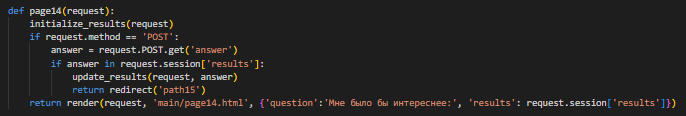 def page14(request):
    initialize_results(request)
    if request.method == 'POST':
        answer = request.POST.get('answer')
        if answer in request.session['results']:
            update_results(request, answer)
            return redirect('path15')
    return render(request, 'main/page14.html', {'question':'Мне было бы интереснее:', 'results': request.session['results']})